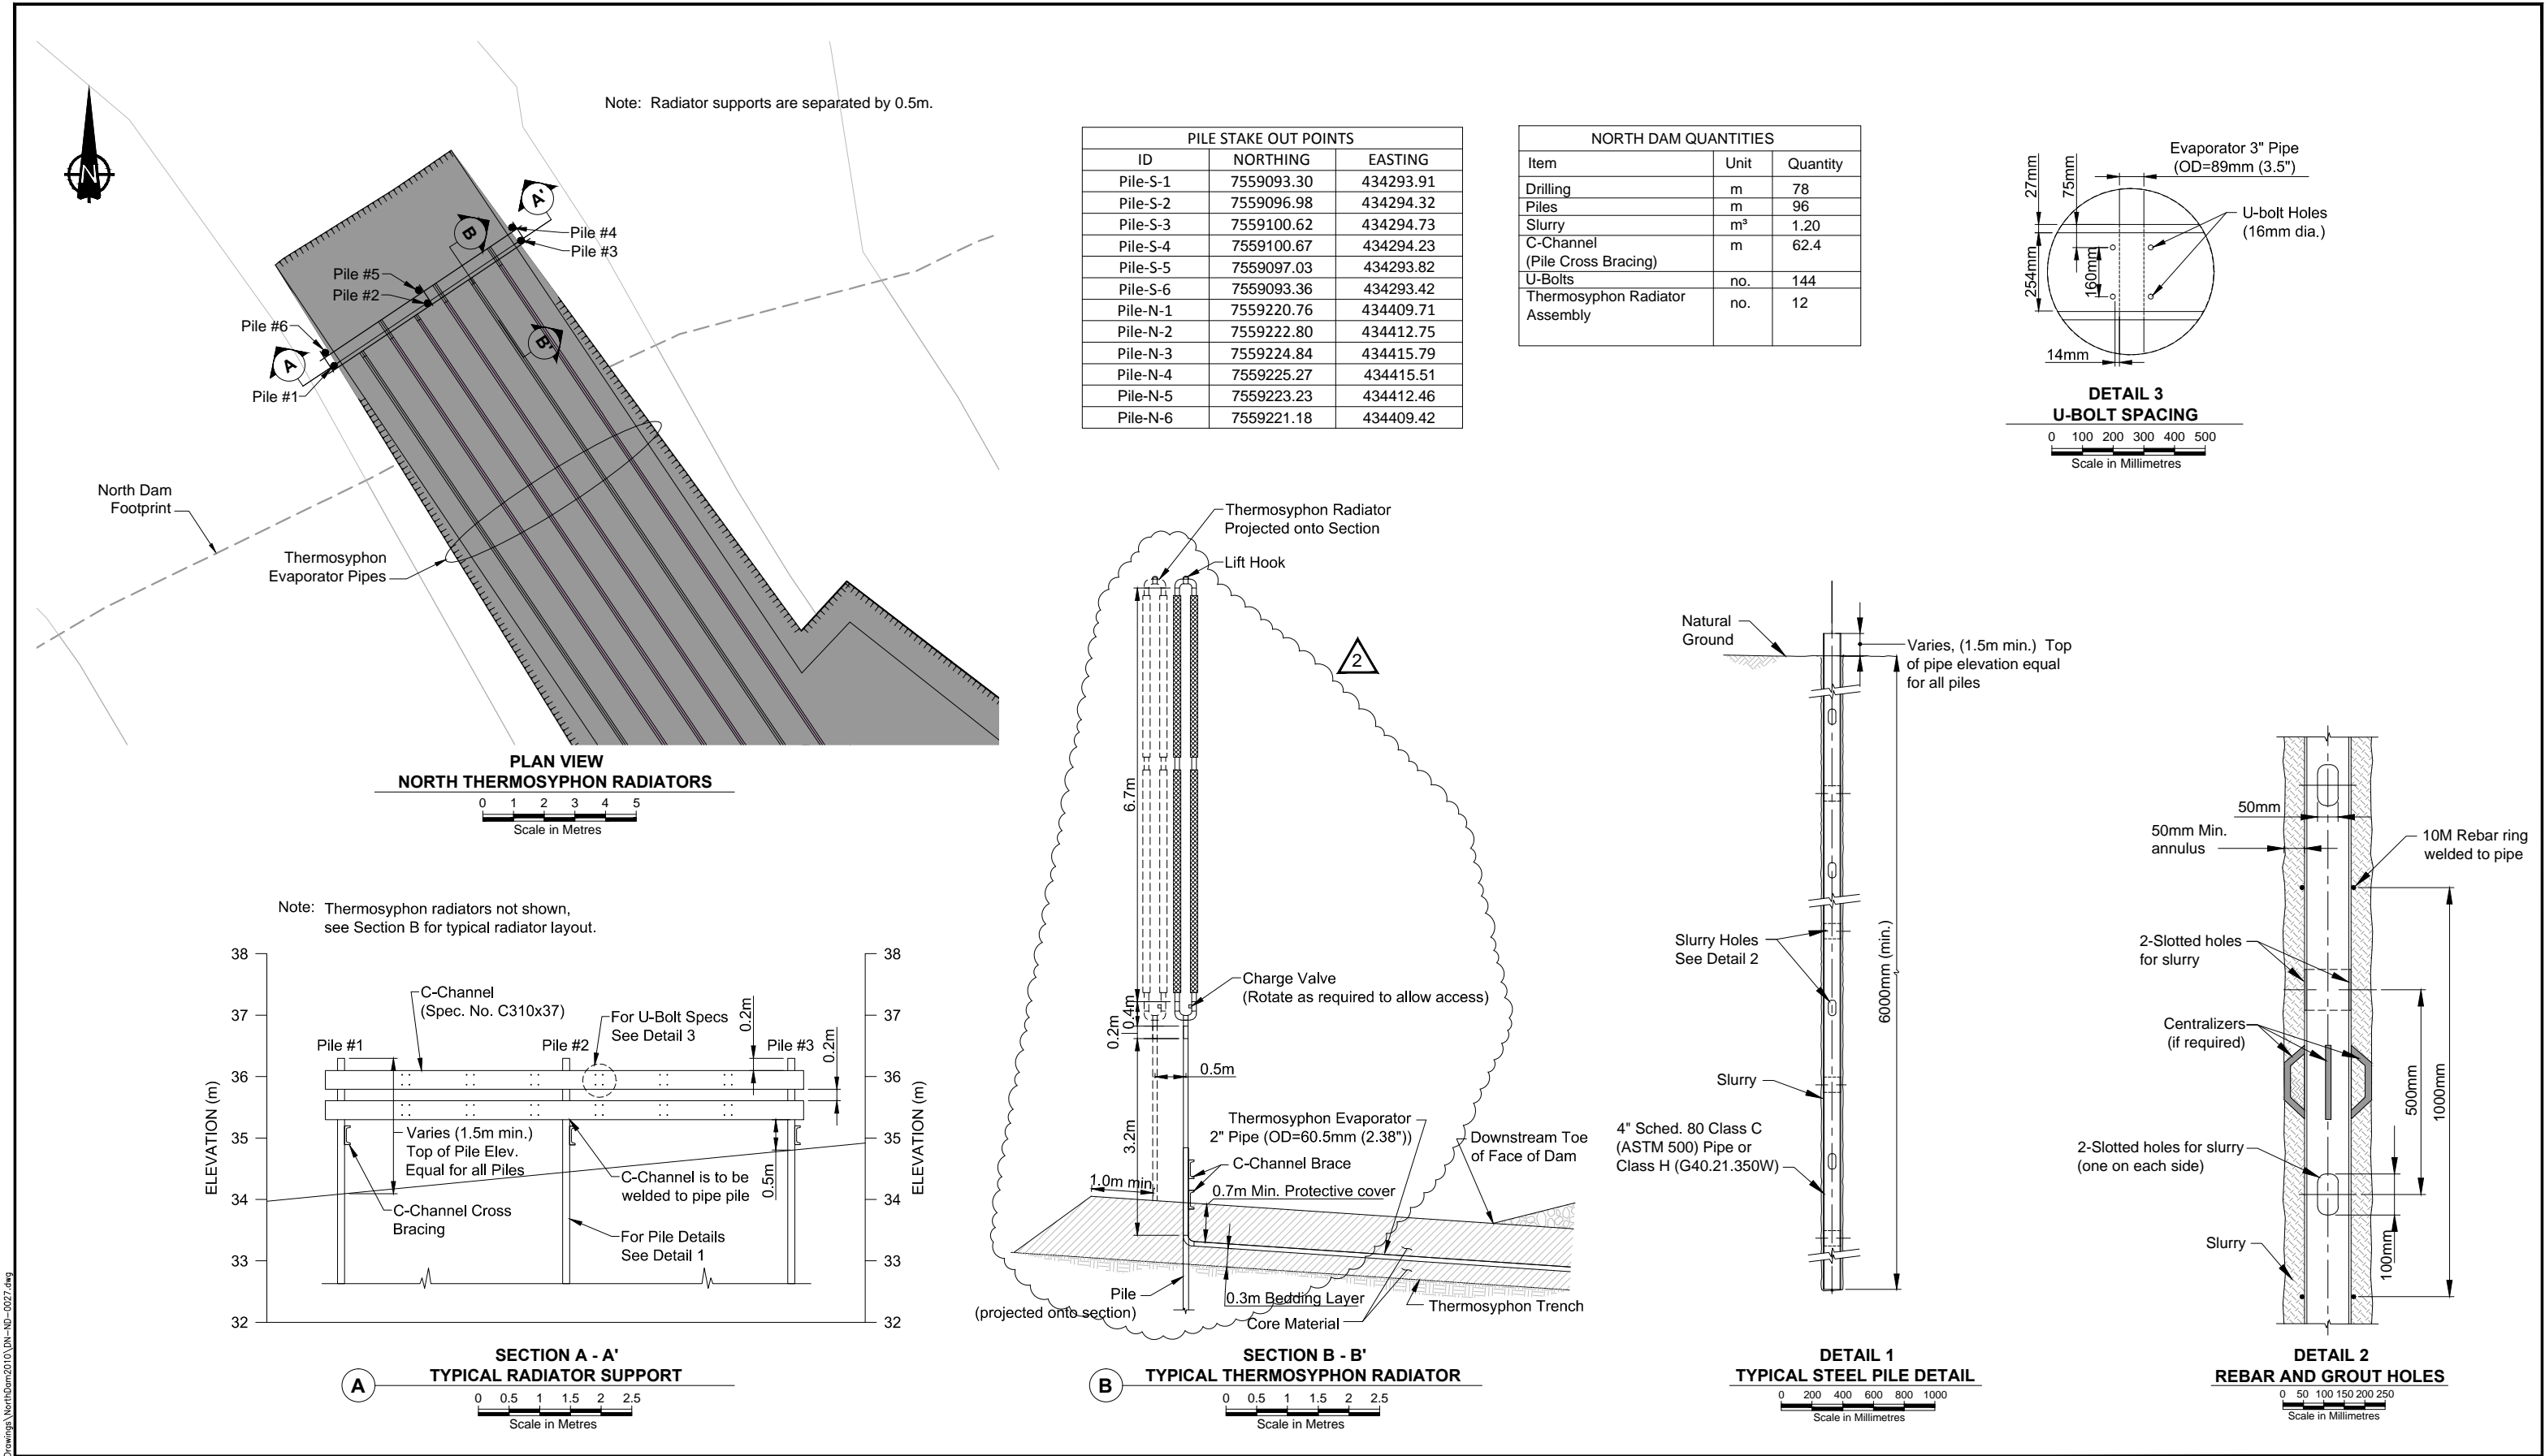 Note: Radiator supports are separated by 0.5m.
N
A'
B
Pile #4
Pile #3
Pile #5
Pile #2
Pile #6
A
B'
Pile #1
North Dam
Footprint
Thermosyphon
Evaporator Pipes
PLAN VIEW
NORTH THERMOSYPHON RADIATORS
0 1 2 3 4 5
Scale in Metres
PILE STAKE OUT POINTS
ID NORTHING EASTING
Pile-S-1 7559093.30 434293.91
Pile-S-2 7559096.98 434294.32
Pile-S-3 7559100.62 434294.73
Pile-S-4 7559100.67 434294.23
Pile-S-5 7559097.03 434293.82
Pile-S-6 7559093.36 434293.42
Pile-N-1 7559220.76 434409.71
Pile-N-2 7559222.80 434412.75
Pile-N-3 7559224.84 434415.79
Pile-N-4 7559225.27 434415.51
Pile-N-5 7559223.23 434412.46
Pile-N-6 7559221.18 434409.42
NORTH DAM QUANTITIES
Item Unit Quantity
Drilling m 78
Piles m 96
Slurry m³ 1.20
C-Channel m 62.4
(Pile Cross Bracing)
U-Bolts no. 144
Thermosyphon Radiator no. 12
Assembly
Evaporator 3" Pipe
(OD=89mm (3.5")
27mm
75mm
U-bolt Holes
(16mm dia.)
254mm
160mm
14mm
DETAIL 3
U-BOLT SPACING
0 100 200 300 400 500
Scale in Millimetres
Note: Thermosyphon radiators not shown,
see Section B for typical radiator layout.
ELEVATION (m)
38
37
36
35
34
33
32
C-Channel
(Spec. No. C310x37)
For U-Bolt Specs
See Detail 3
0.2m
0.2m
Pile #1
Pile #2
Pile #3
Varies (1.5m min.)
Top of Pile Elev.
Equal for all Piles
C-Channel is to be
welded to pipe pile
0.5m
C-Channel Cross
Bracing
For Pile Details
See Detail 1
38
37
36
35
34
33
32
ELEVATION (m)
A
SECTION A - A'
TYPICAL RADIATOR SUPPORT
0 0.5 1 1.5 2 2.5
Scale in Metres
Thermosyphon Radiator
Projected onto Section
Lift Hook
2
6.7m
Charge Valve
(Rotate as required to allow access)
0.4m
0.2m
0.5m
3.2m
Thermosyphon Evaporator
2" Pipe (OD=60.5mm (2.38"))
Downstream Toe
of Face of Dam
C-Channel Brace
1.0m min.
0.7m Min. Protective cover
Pile
(projected onto section)
0.3m Bedding Layer
Thermosyphon Trench
Core Material
B
SECTION B - B'
TYPICAL THERMOSYPHON RADIATOR
0 0.5 1 1.5 2 2.5
Scale in Metres
Natural
Ground
Varies, (1.5m min.) Top
of pipe elevation equal
for all piles
Slurry Holes
See Detail 2
6000mm (min.)
Slurry
4" Sched. 80 Class C
(ASTM 500) Pipe or
Class H (G40.21.350W)
DETAIL 1
TYPICAL STEEL PILE DETAIL
0 200 400 600 800 1000
Scale in Millimetres
50mm
50mm Min.
annulus
10M Rebar ring
welded to pipe
2-Slotted holes
for slurry
Centralizers
(if required)
500mm
1000mm
2-Slotted holes for slurry
(one on each side)
100mm
Slurry
DETAIL 2
REBAR AND GROUT HOLES
0 50 100 150 200 250
Scale in Millimetres
Drawings\NorthDam2010\DN-ND-0027.dwg